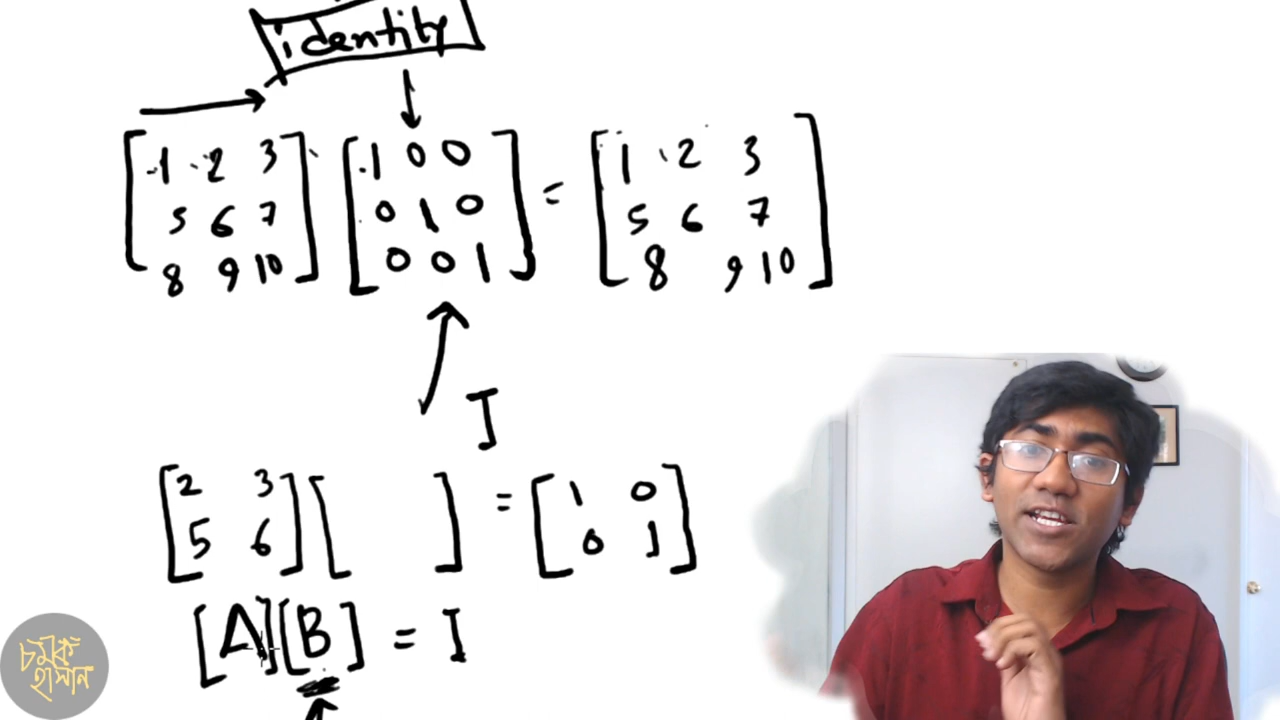 identity
[1 2 3] [1 0 0] = [1 2 3]
[5 6 7] [0 1 0] [5 6 7]
[8 9 10] [0 0 1] [8 9 10]
I
[2 3] [ ] = [1 0]
[5 6] [0 1]
[A][B] = I
চমক
হাসান